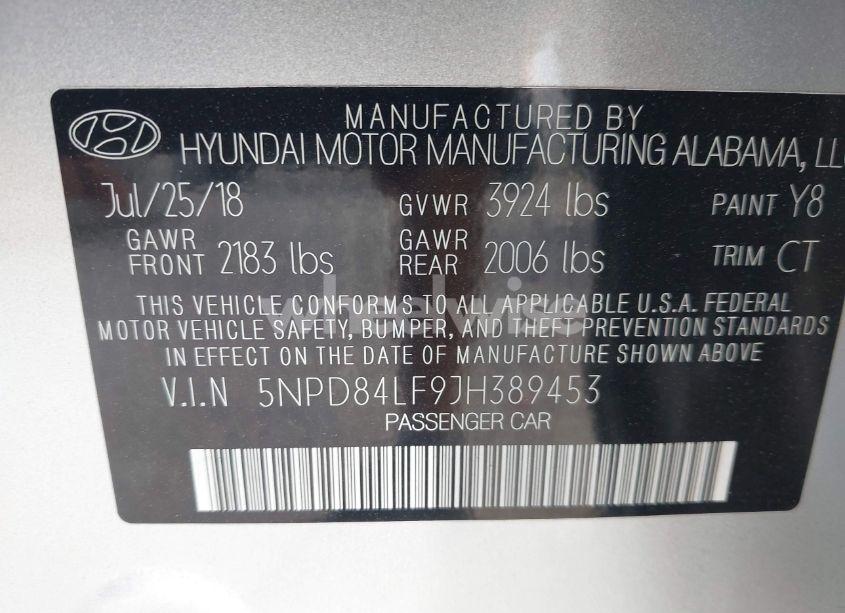 MANUFACTURED BY
HYUNDAI MOTOR MANUFACTURING ALABAMA, LLC
Jul/25/18 GVWR 3924 lbs PAINT Y8
GAWR FRONT 2183 lbs GAWR REAR 2006 lbs TRIM CT
THIS VEHICLE CONFORMS TO ALL APPLICABLE U.S.A. FEDERAL
MOTOR VEHICLE SAFETY, BUMPER, AND THEFT PREVENTION STANDARDS
IN EFFECT ON THE DATE OF MANUFACTURE SHOWN ABOVE
V.I.N 5NPD84LF9JH389453
PASSENGER CAR